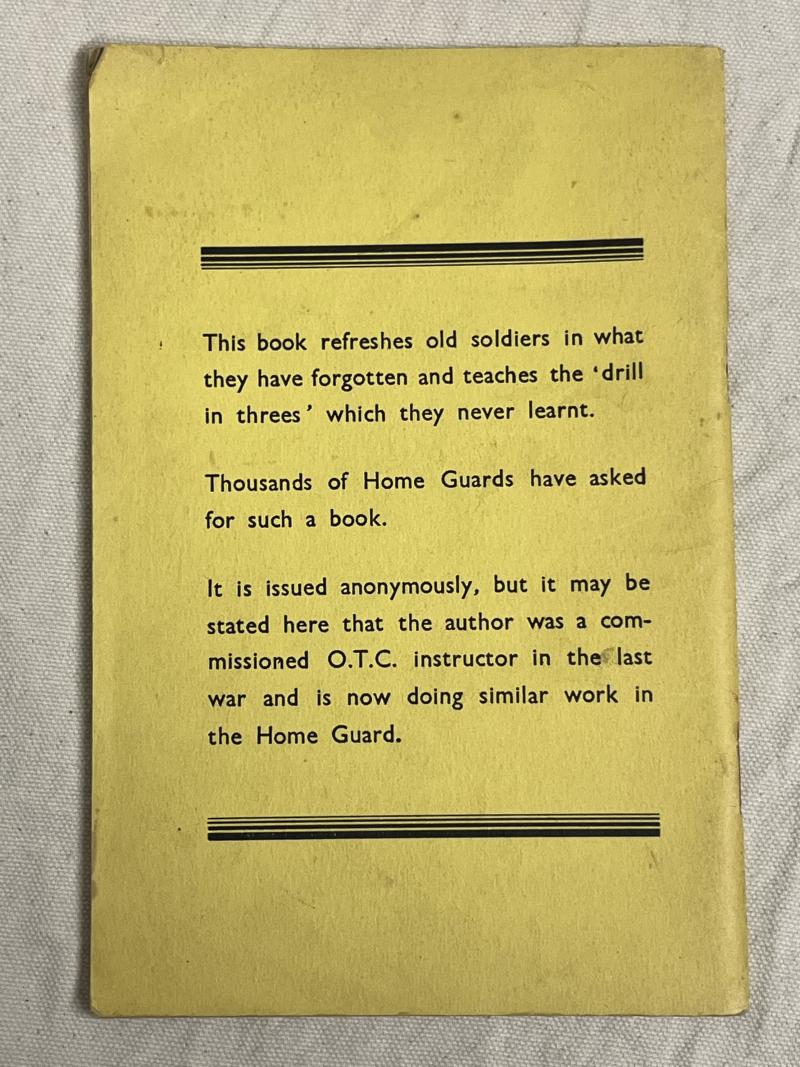 This book refreshes old soldiers in what
they have forgotten and teaches the ‘drill
in threes’ which they never learnt.
Thousands of Home Guards have asked
for such a book.
It is issued anonymously, but it may be
stated here that the author was a com-
missioned O.T.C. instructor in the last
war and is now doing similar work in
the Home Guard.